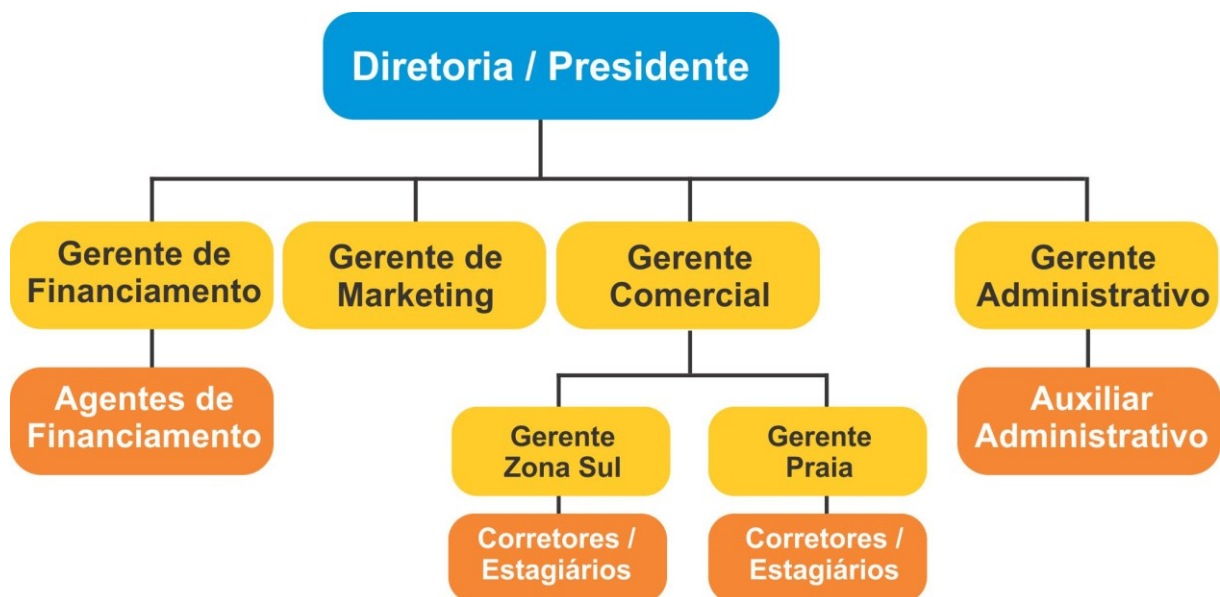 Diretoria / Presidente
Gerente de
Financiamento
Gerente de
Marketing
Gerente
Comercial
Gerente
Administrativo
Agentes de
Financiamento
Auxiliar
Administrativo
Gerente
Zona Sul
Gerente
Praia
Corretores /
Estagiários
Corretores /
Estagiários